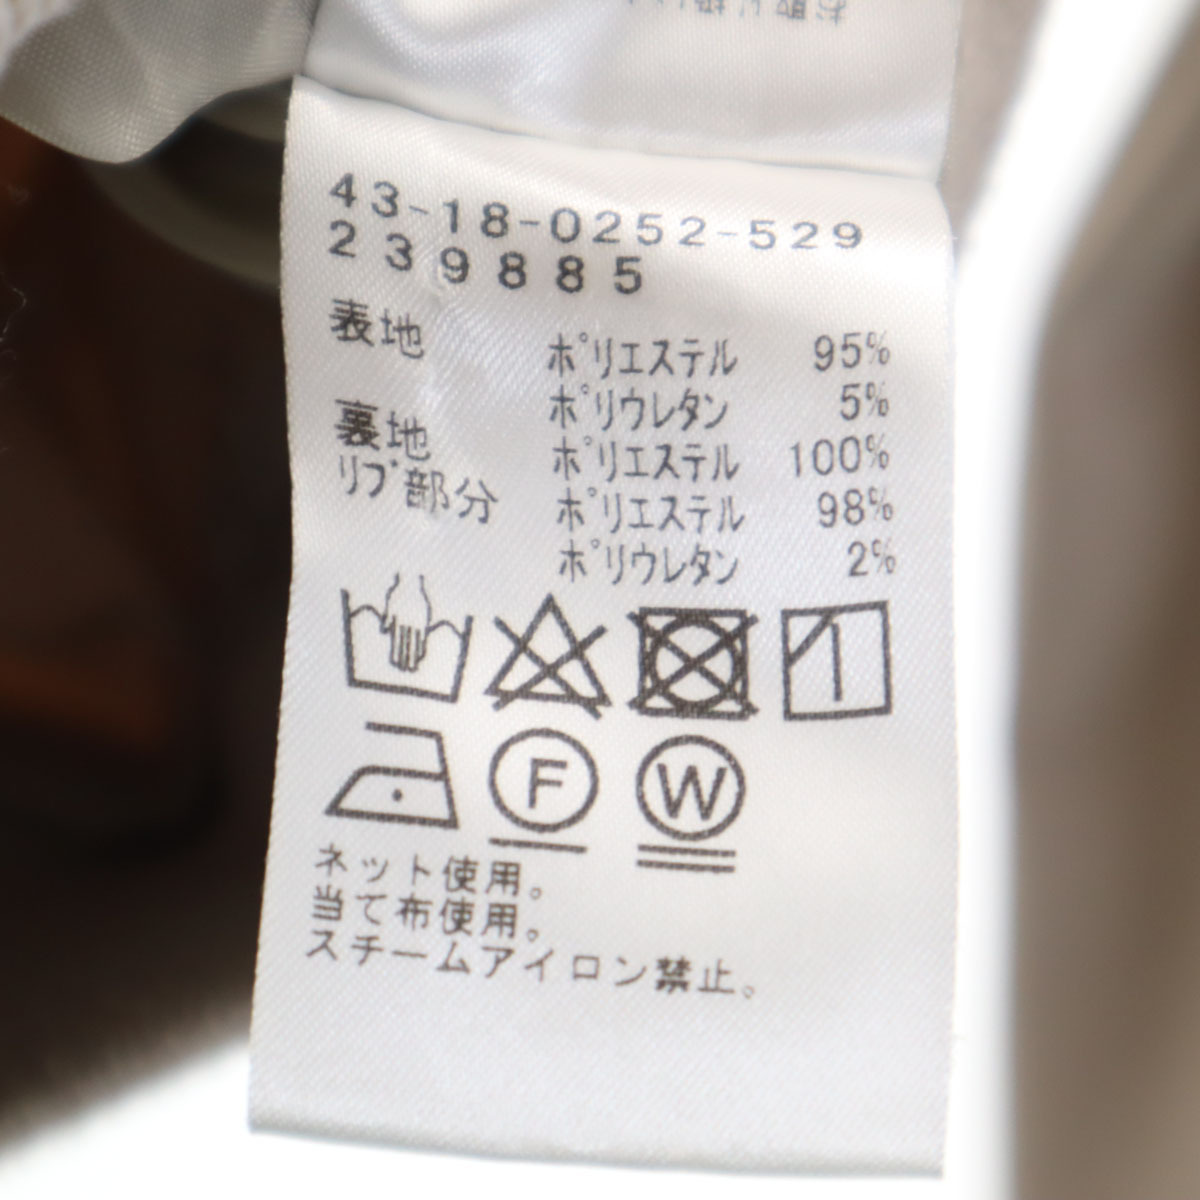 43-18-0252-529
239885
表地 ポリエステル 95%
ポリウレタン 5%
裏地 ポリエステル 100%
リブ部分 ポリエステル 98%
ポリウレタン 2%
F W
ネット使用。
当て布使用。
スチームアイロン禁止。